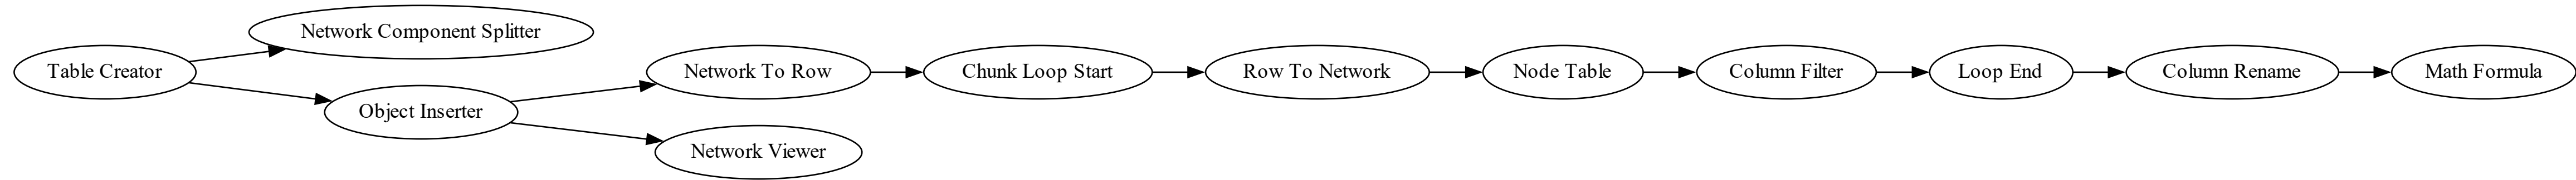 Table Creator
Network Component Splitter
Object Inserter
Network To Row
Network Viewer
Chunk Loop Start
Row To Network
Node Table
Column Filter
Loop End
Column Rename
Math Formula